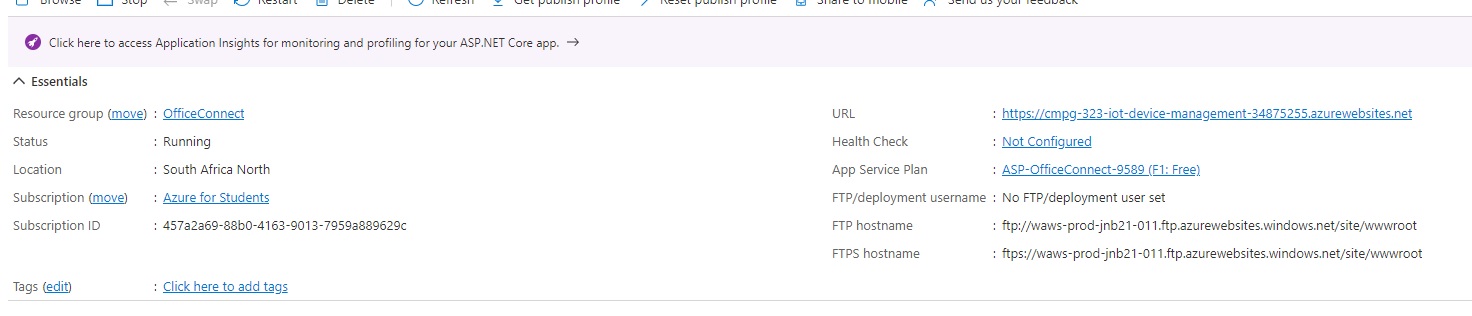 Browse Stop Swap Restart Delete Refresh Get publish profile Reset publish profile Share to mobile Send us your feedback
Click here to access Application Insights for monitoring and profiling for your ASP.NET Core app. →
Essentials
Resource group (move) : OfficeConnect
Status : Running
Location : South Africa North
Subscription (move) : Azure for Students
Subscription ID : 457a2a69-88b0-4163-9013-7959a889629c
Tags (edit) : Click here to add tags
URL : https://cmpg-323-iot-device-management-34875255.azurewebsites.net
Health Check : Not Configured
App Service Plan : ASP-OfficeConnect-9589 (F1: Free)
FTP/deployment username : No FTP/deployment user set
FTP hostname : ftp://waws-prod-jnb21-011.ftp.azurewebsites.windows.net/site/wwwroot
FTPS hostname : ftps://waws-prod-jnb21-011.ftp.azurewebsites.windows.net/site/wwwroot